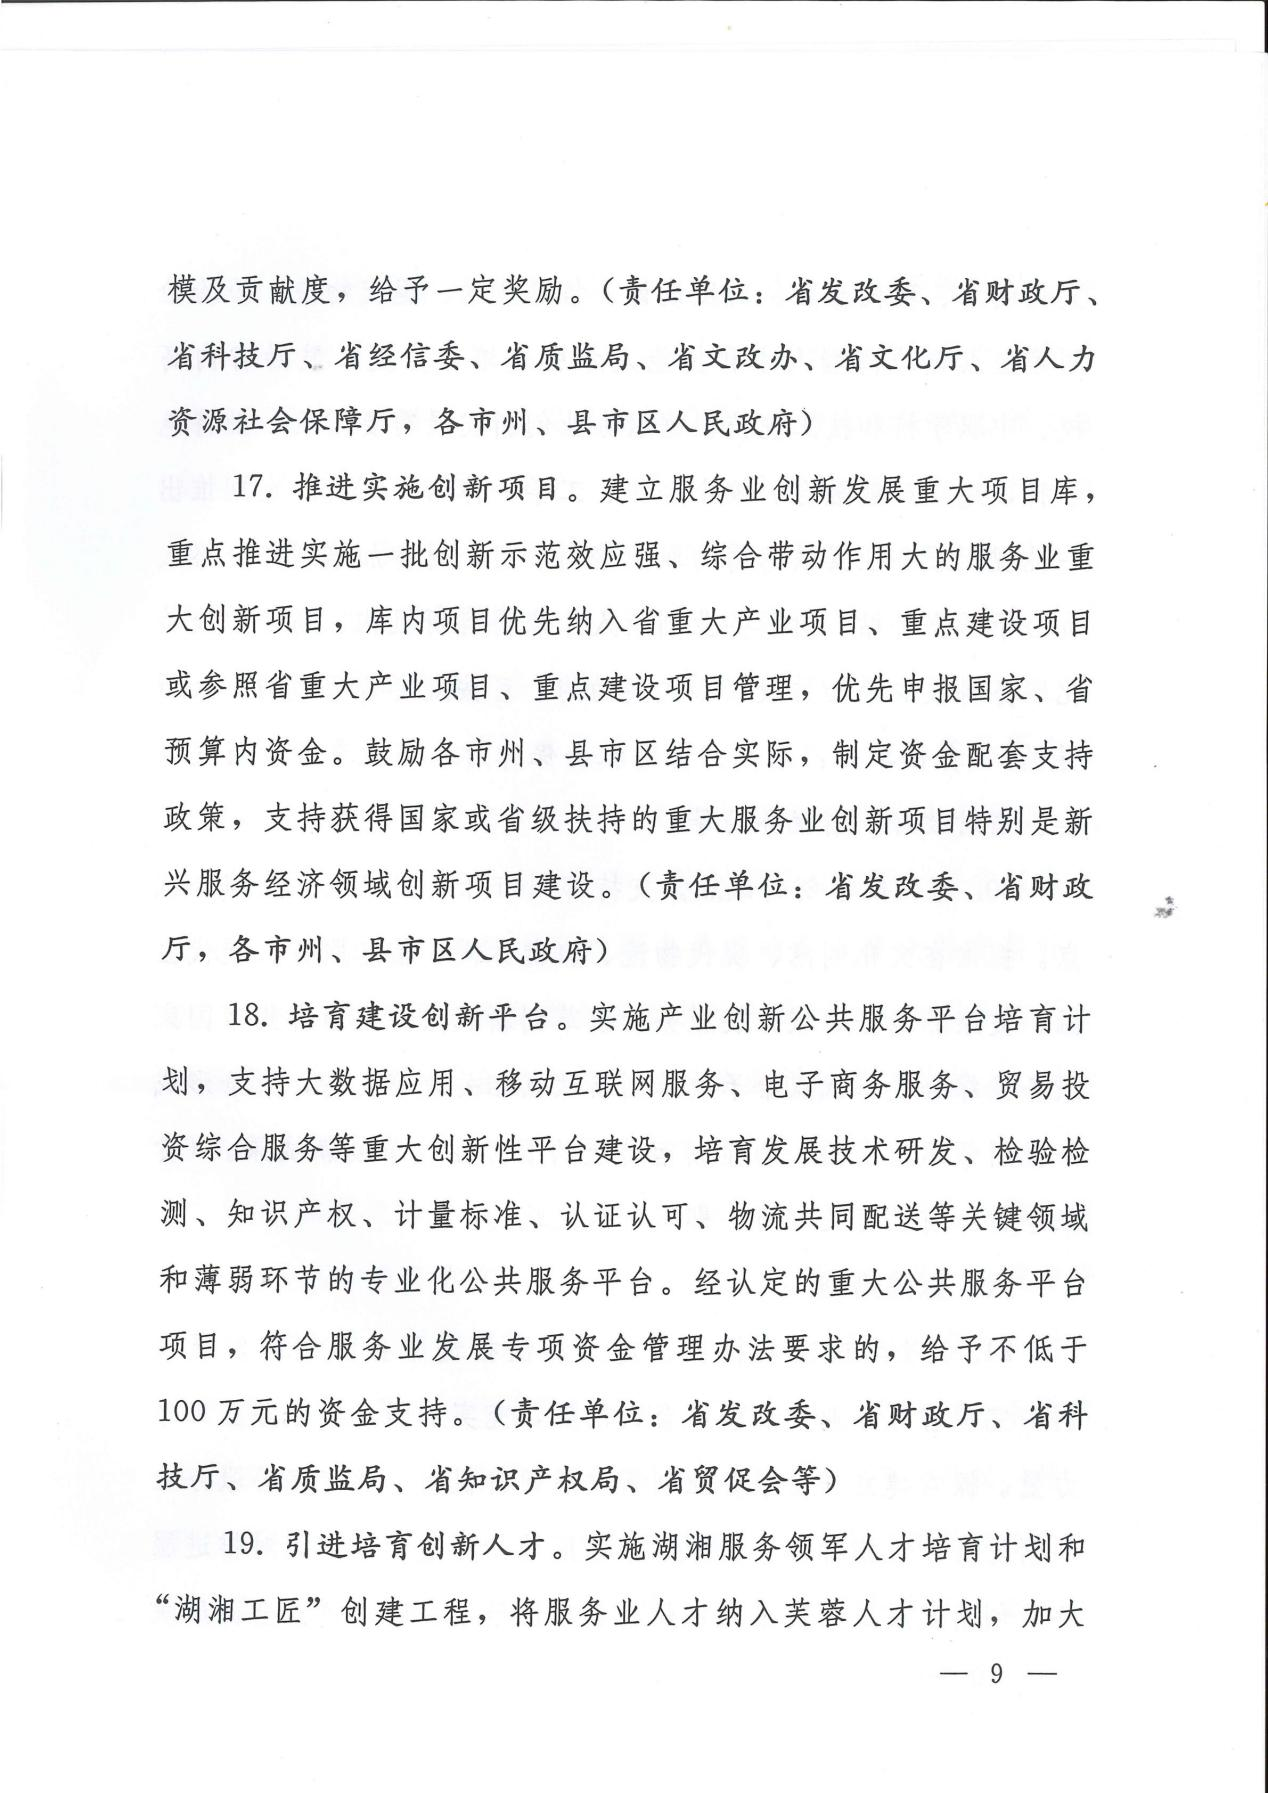 模及贡献度，给予一定奖励。（责任单位：省发改委、省财政厅、
省科技厅、省经信委、省质监局、省文改办、省文化厅、省人力
资源社会保障厅，各市州、县市区人民政府）
17. 推进实施创新项目。建立服务业创新发展重大项目库，
重点推进实施一批创新示范效应强、综合带动作用大的服务业重
大创新项目，库内项目优先纳入省重大产业项目、重点建设项目
或参照省重大产业项目、重点建设项目管理，优先申报国家、省
预算内资金。鼓励各市州、县市区结合实际，制定资金配套支持
政策，支持获得国家或省级扶持的重大服务业创新项目特别是新
兴服务经济领域创新项目建设。（责任单位：省发改委、省财政
厅，各市州、县市区人民政府）
18. 培育建设创新平台。实施产业创新公共服务平台培育计
划，支持大数据应用、移动互联网服务、电子商务服务、贸易投
资综合服务等重大创新性平台建设，培育发展技术研发、检验检
测、知识产权、计量标准、认证认可、物流共同配送等关键领域
和薄弱环节的专业化公共服务平台。经认定的重大公共服务平台
项目，符合服务业发展专项资金管理办法要求的，给予不低于
100 万元的资金支持。（责任单位：省发改委、省财政厅、省科
技厅、省质监局、省知识产权局、省贸促会等）
19. 引进培育创新人才。实施湖湘服务领军人才培育计划和
“湖湘工匠”创建工程，将服务业人才纳入芙蓉人才计划，加大
— 9 —